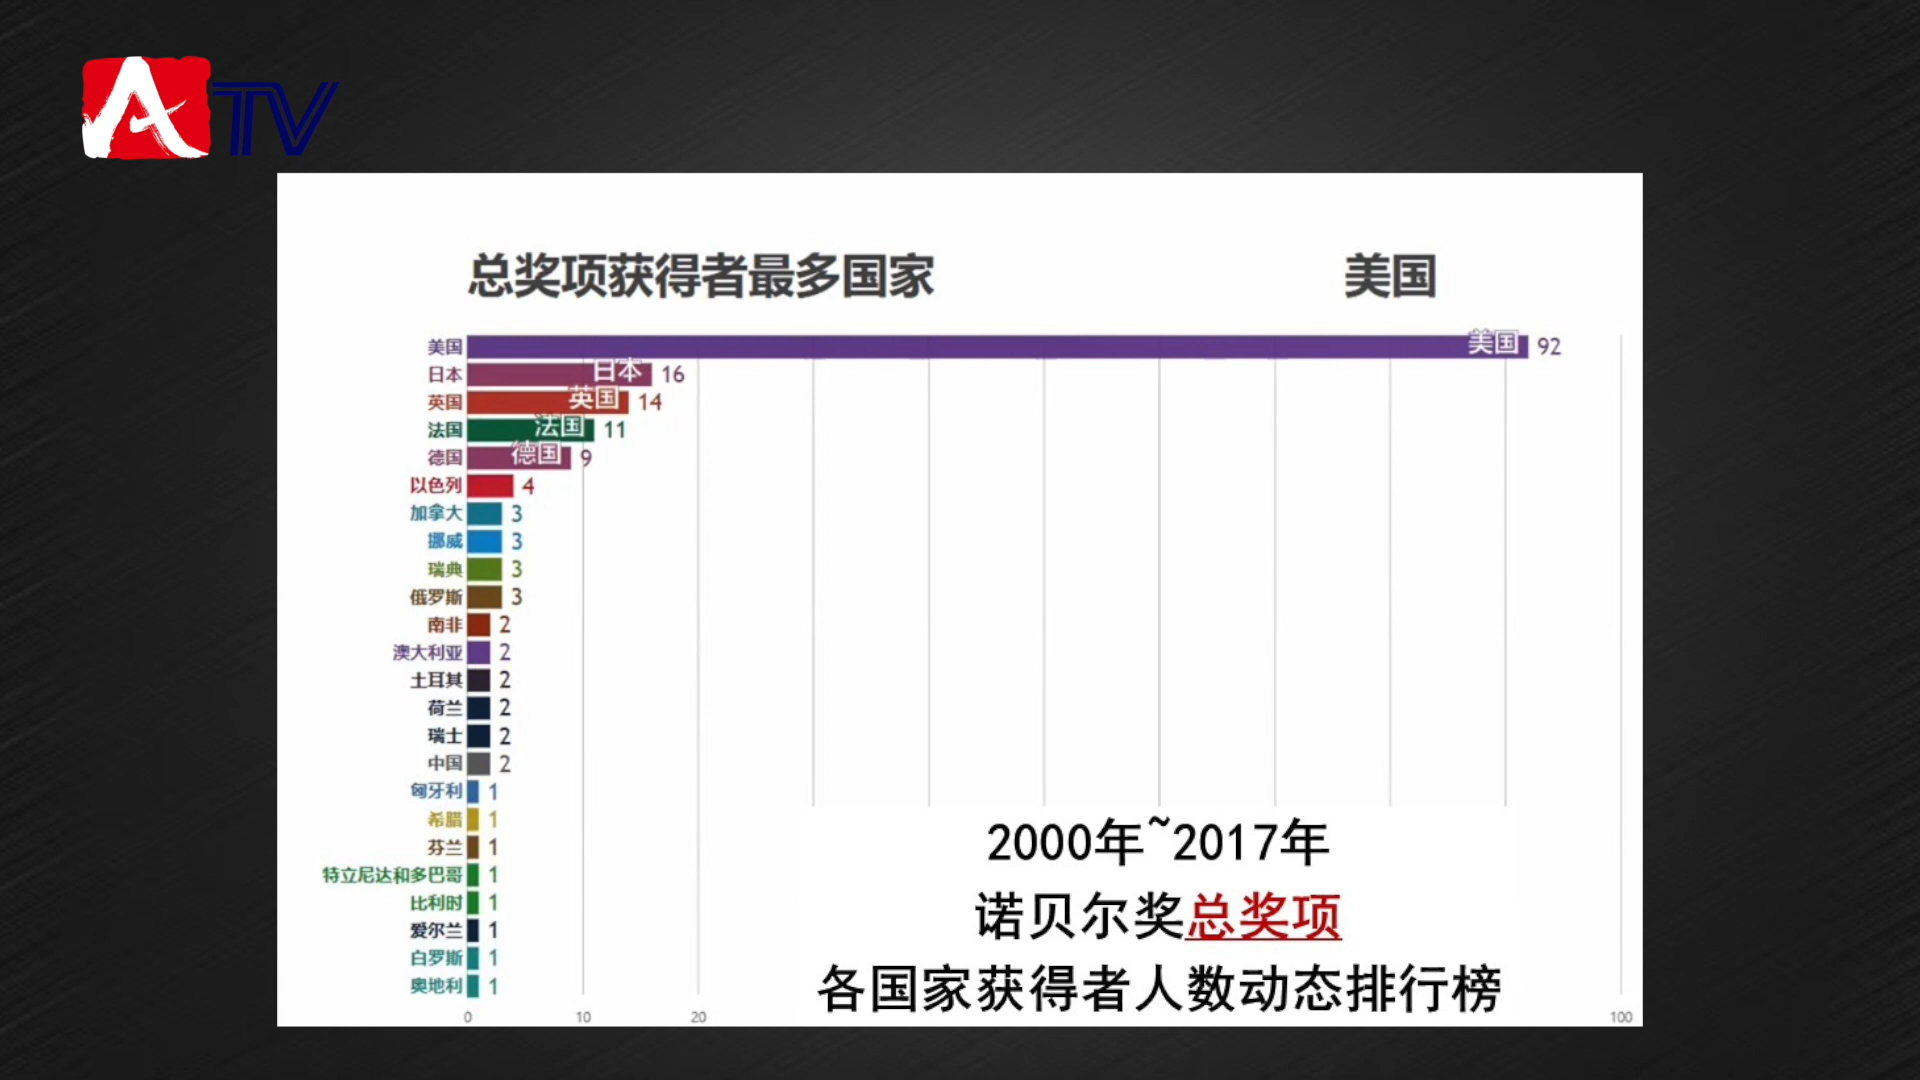 ATV
总奖项获得者最多国家 美国
美国 美国 92
日本 日本 16
英国 英国 14
法国 法国 11
德国 德国 9
以色列 4
加拿大 3
挪威 3
瑞典 3
俄罗斯 3
南非 2
澳大利亚 2
土耳其 2
荷兰 2
瑞士 2
中国 2
匈牙利 1
希腊 1
芬兰 1
特立尼达和多巴哥 1
比利时 1
爱尔兰 1
白罗斯 1
奥地利 1
0 10 20 100
2000年~2017年
诺贝尔奖总奖项
各国家获得者人数动态排行榜